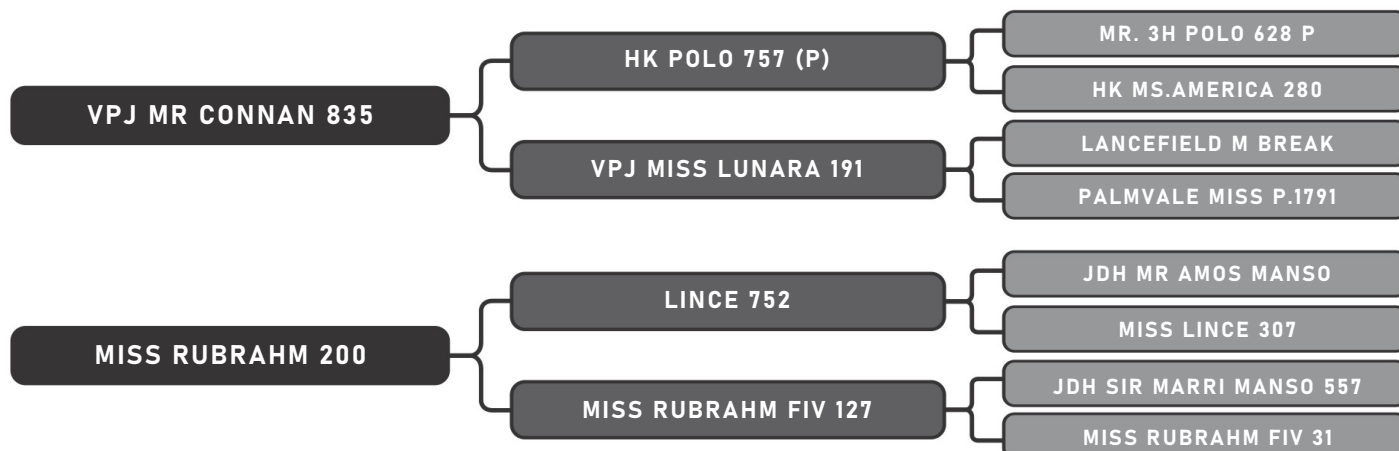 MR. 3H POLO 628 P
HK POLO 757 (P)
HK MS.AMERICA 280
VPJ MR CONNAN 835
LANCEFIELD M BREAK
VPJ MISS LUNARA 191
PALMVALE MISS P.1791
JDH MR AMOS MANSO
LINCE 752
MISS LINCE 307
MISS RUBRAHM 200
JDH SIR MARRI MANSO 557
MISS RUBRAHM FIV 127
MISS RUBRAHM FIV 31